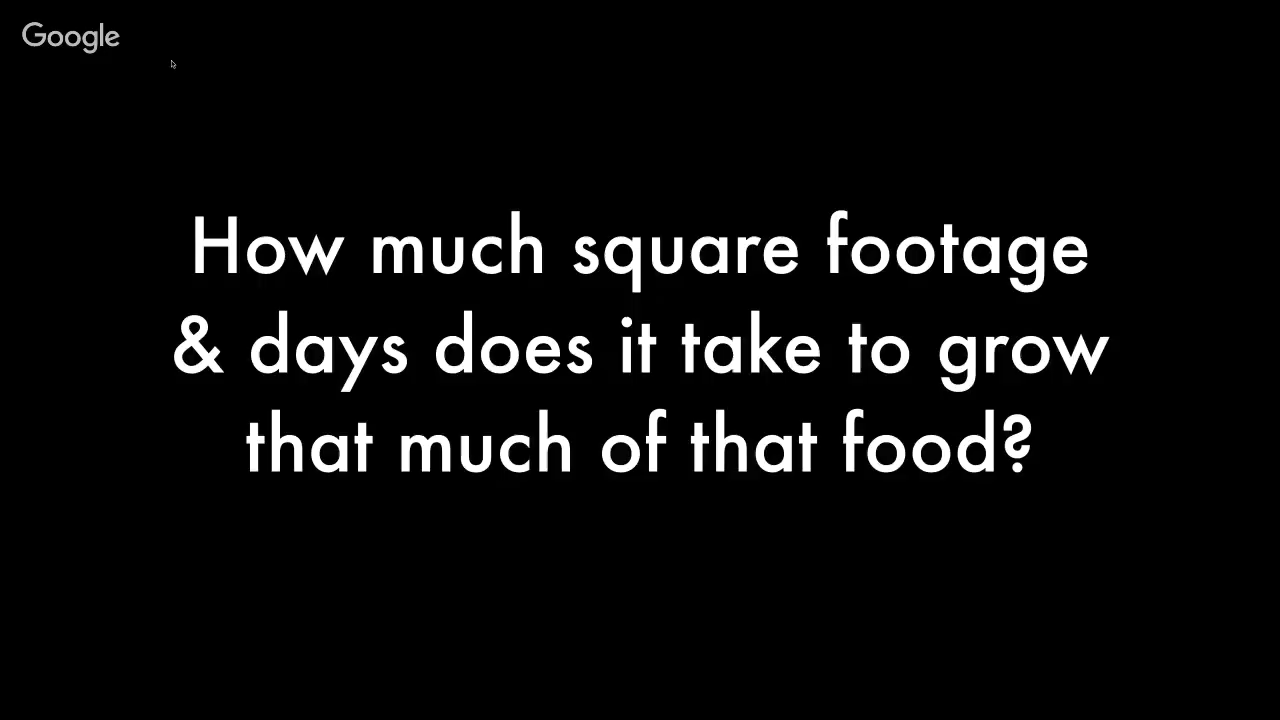 Google
How much square footage
& days does it take to grow
that much of that food?